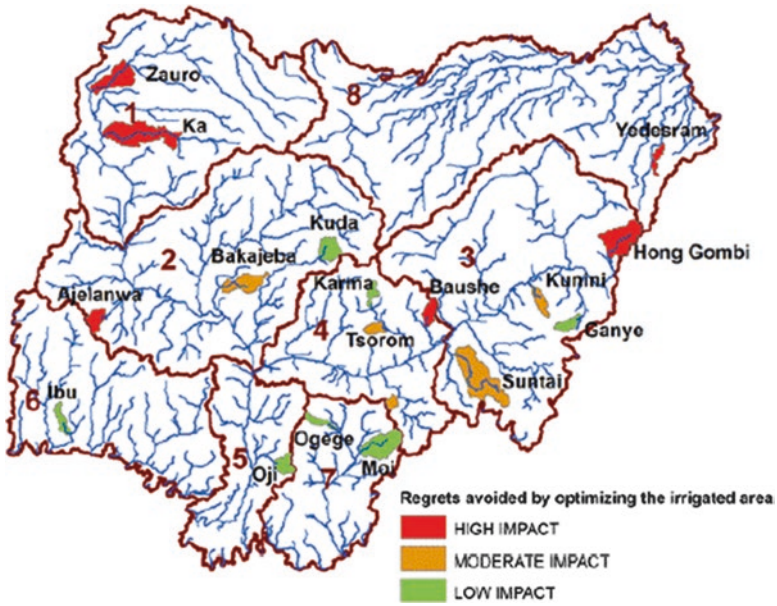 Zauro
8
1
Ka
Yedesram
Kuda
3
2
Bakajeba
Hong Gombi
Karma
Kunini
Ajelanwa
Baushe
4
Tsorom
Ganye
Suntai
6
Ibu
Ogege
5
Oji
Moi
7
Regrets avoided by optimizing the irrigated area
HIGH IMPACT
MODERATE IMPACT
LOW IMPACT